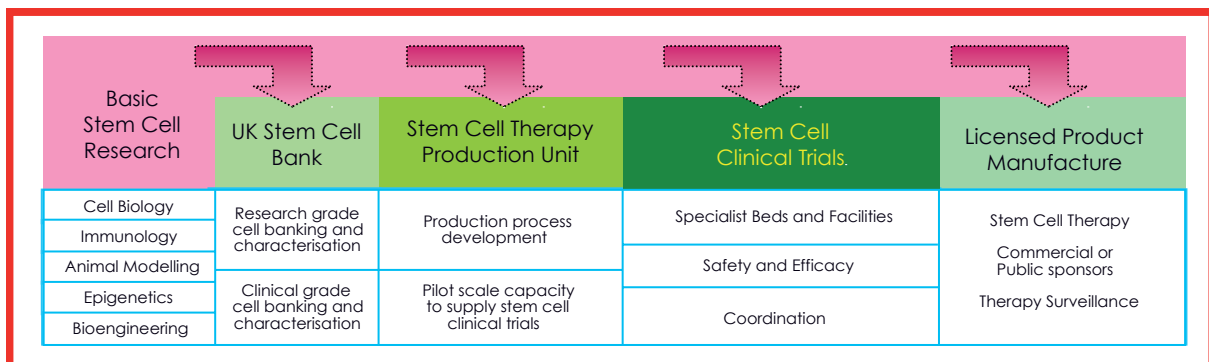 Basic
Stem Cell
Research
UK Stem Cell
Bank
Stem Cell Therapy
Production Unit
Stem Cell
Clinical Trials.
Licensed Product
Manufacture
Cell Biology
Immunology
Animal Modelling
Epigenetics
Bioengineering
Research grade
cell banking and
characterisation
Clinical grade
cell banking and
characterisation
Production process
development
Pilot scale capacity
to supply stem cell
clinical trials
Specialist Beds and Facilities
Safety and Efficacy
Coordination
Stem Cell Therapy
Commercial or
Public sponsors
Therapy Surveillance